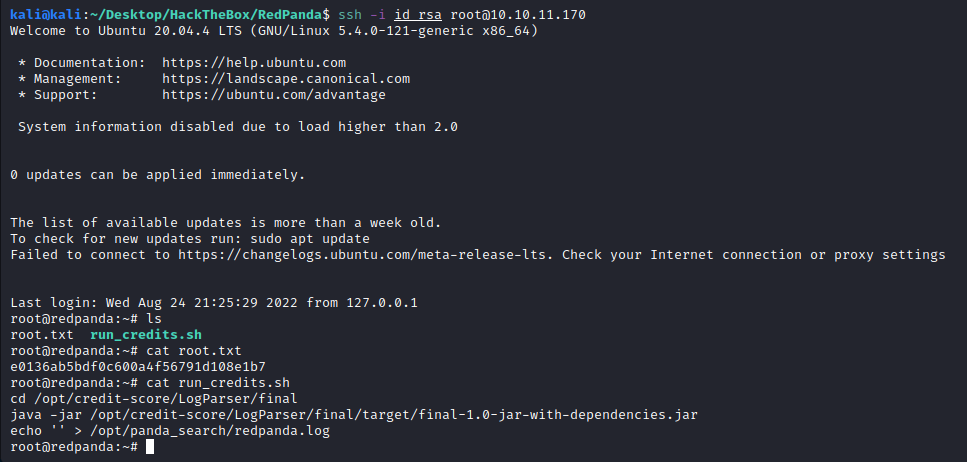 kali@kali:~/Desktop/HackTheBox/RedPanda$ ssh -i id_rsa root@10.10.11.170
Welcome to Ubuntu 20.04.4 LTS (GNU/Linux 5.4.0-121-generic x86_64)
* Documentation:  https://help.ubuntu.com
* Management:     https://landscape.canonical.com
* Support:        https://ubuntu.com/advantage
System information disabled due to load higher than 2.0
0 updates can be applied immediately.
The list of available updates is more than a week old.
To check for new updates run: sudo apt update
Failed to connect to https://changelogs.ubuntu.com/meta-release-lts. Check your Internet connection or proxy settings
Last login: Wed Aug 24 21:25:29 2022 from 127.0.0.1
root@redpanda:~# ls
root.txt  run_credits.sh
root@redpanda:~# cat root.txt
e0136ab5bdf0c600a4f56791d108e1b7
root@redpanda:~# cat run_credits.sh
cd /opt/credit-score/LogParser/final
java -jar /opt/credit-score/LogParser/final/target/final-1.0-jar-with-dependencies.jar
echo '' > /opt/panda_search/redpanda.log
root@redpanda:~#